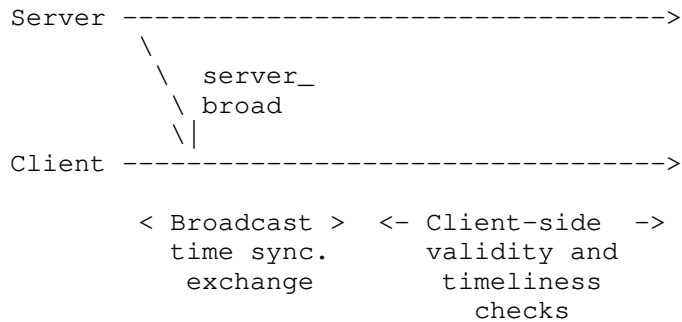 Server ---------------------------------->
\
\ server_
\ broad
\|
Client ---------------------------------->
< Broadcast > <- Client-side ->
time sync. validity and
exchange timeliness
checks